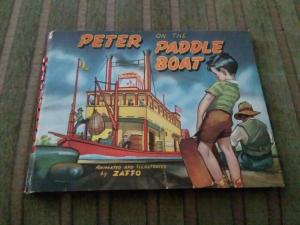 PETER
ON THE
PADDLE
BOAT
ANIMATED AND ILLUSTRATED
by ZAFFO